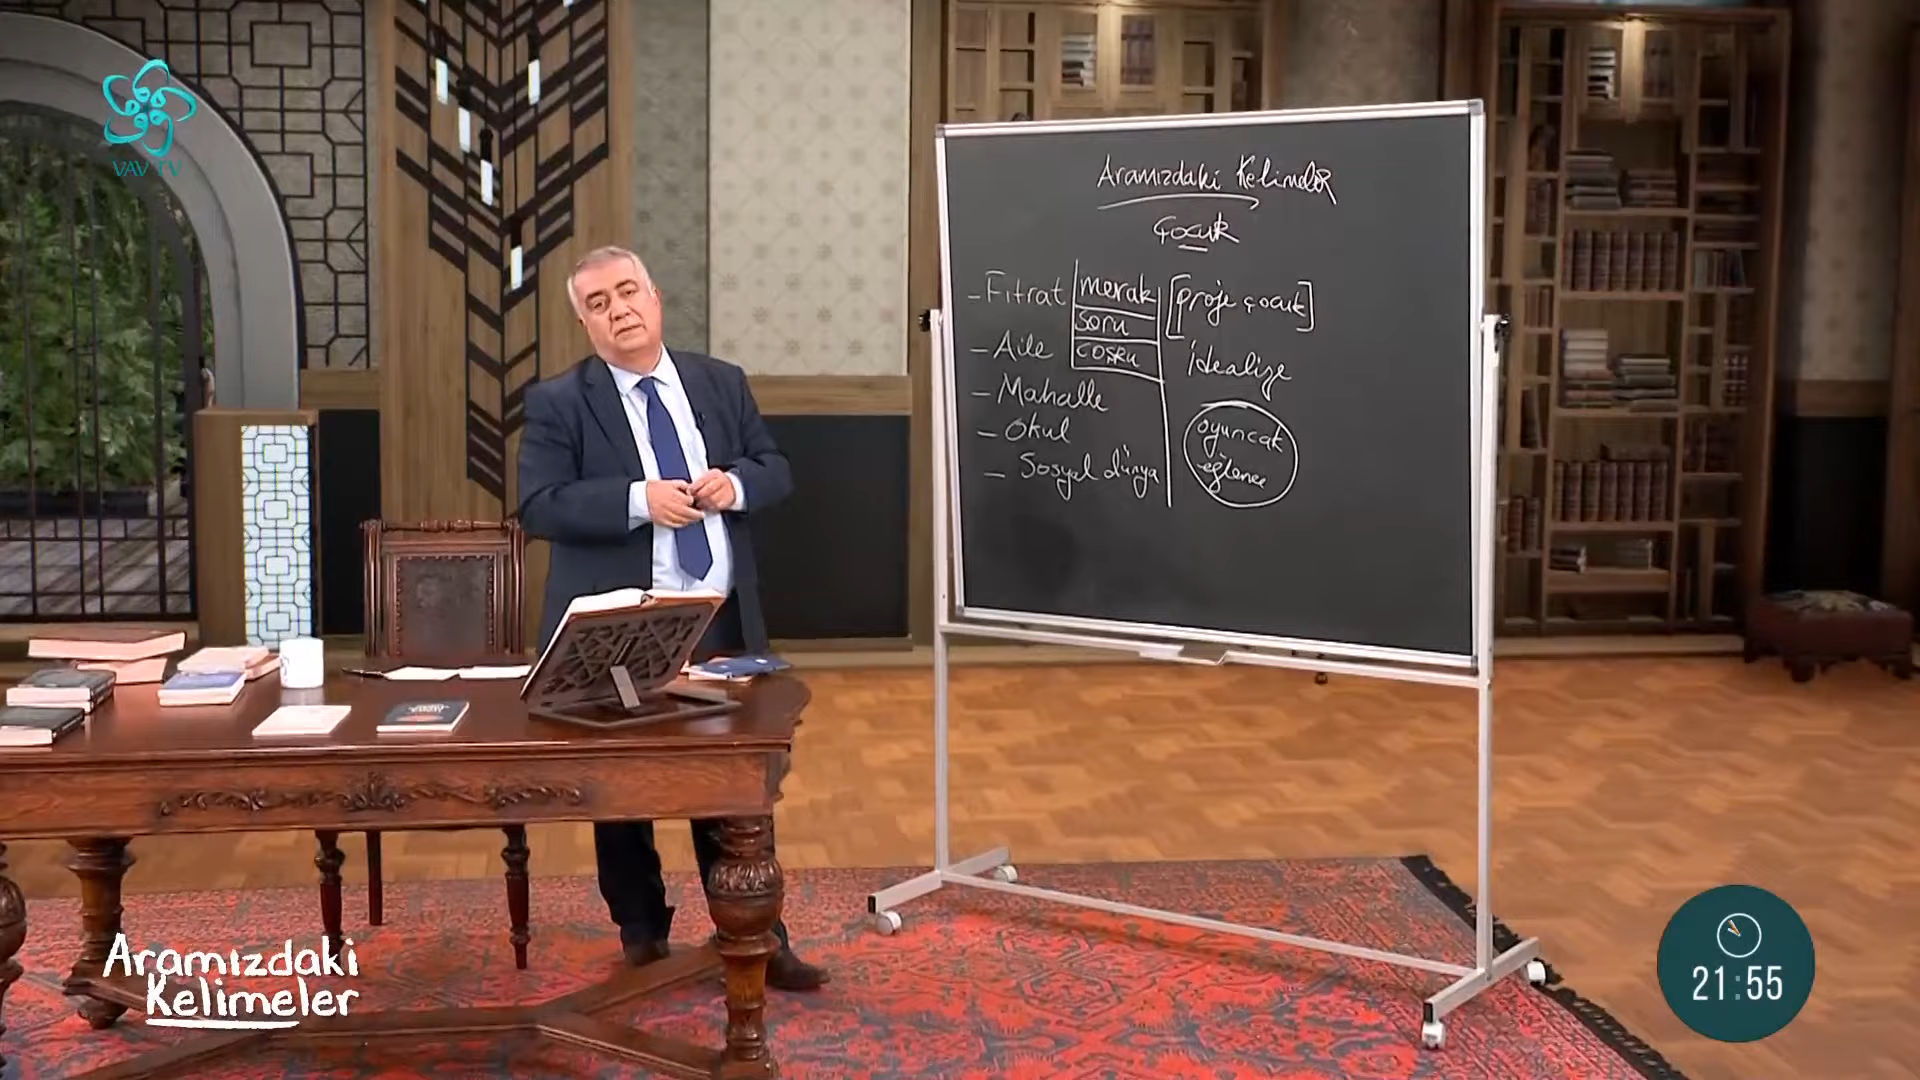 VAV TV
Aramızdaki Kelimeler
Çocuk
- Fıtrat
merak
soru
coşku
[proje çocuk]
- Aile
idealize
- Mahalle
- Okul
- Sosyal dünya
oyuncak
eğlence
Aramızdaki
Kelimeler
21:55